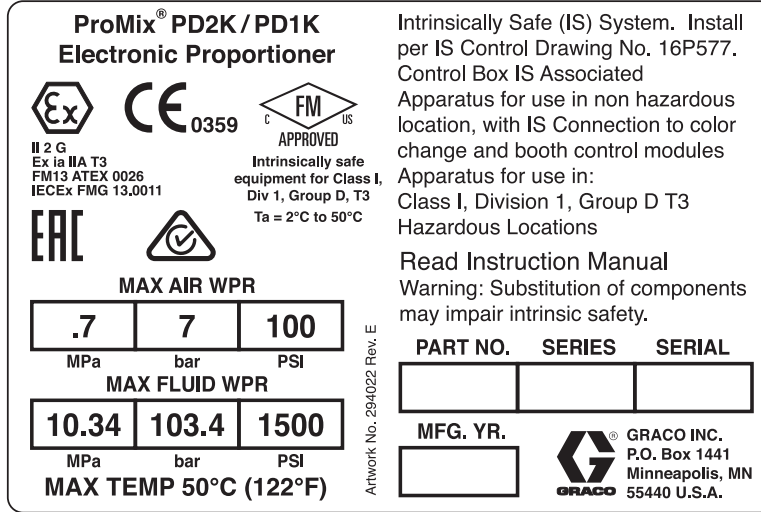 ProMix® PD2K / PD1K
Electronic Proportioner
Ex
CE 0359
FM
C US
APPROVED
II 2 G
Ex ia IIA T3
FM13 ATEX 0026
IECEx FMG 13.0011
Intrinsically safe
equipment for Class I,
Div 1, Group D, T3
Ta = 2°C to 50°C
EAC
MAX AIR WPR
.7 7 100
MPa bar PSI
MAX FLUID WPR
10.34 103.4 1500
MPa bar PSI
MAX TEMP 50°C (122°F)
Artwork No. 294022 Rev. E
Intrinsically Safe (IS) System. Install
per IS Control Drawing No. 16P577.
Control Box IS Associated
Apparatus for use in non hazardous
location, with IS Connection to color
change and booth control modules
Apparatus for use in:
Class I, Division 1, Group D T3
Hazardous Locations
Read Instruction Manual
Warning: Substitution of components
may impair intrinsic safety.
PART NO. SERIES SERIAL
MFG. YR.
GRACO ®
GRACO INC.
P.O. Box 1441
Minneapolis, MN
55440 U.S.A.